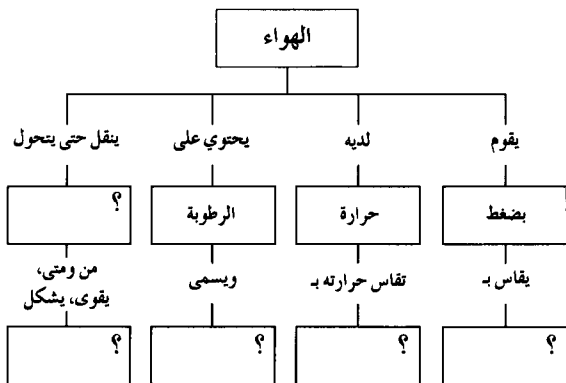 الهواء
يقوم
لديه
يحتوي على
ينقل حتى يتحول
بضغط
حرارة
الرطوبة
؟
يقاس بـ
تقاس حرارته بـ
ويسمى
من ومتى،
يقوى، يشكل
؟
؟
؟
؟